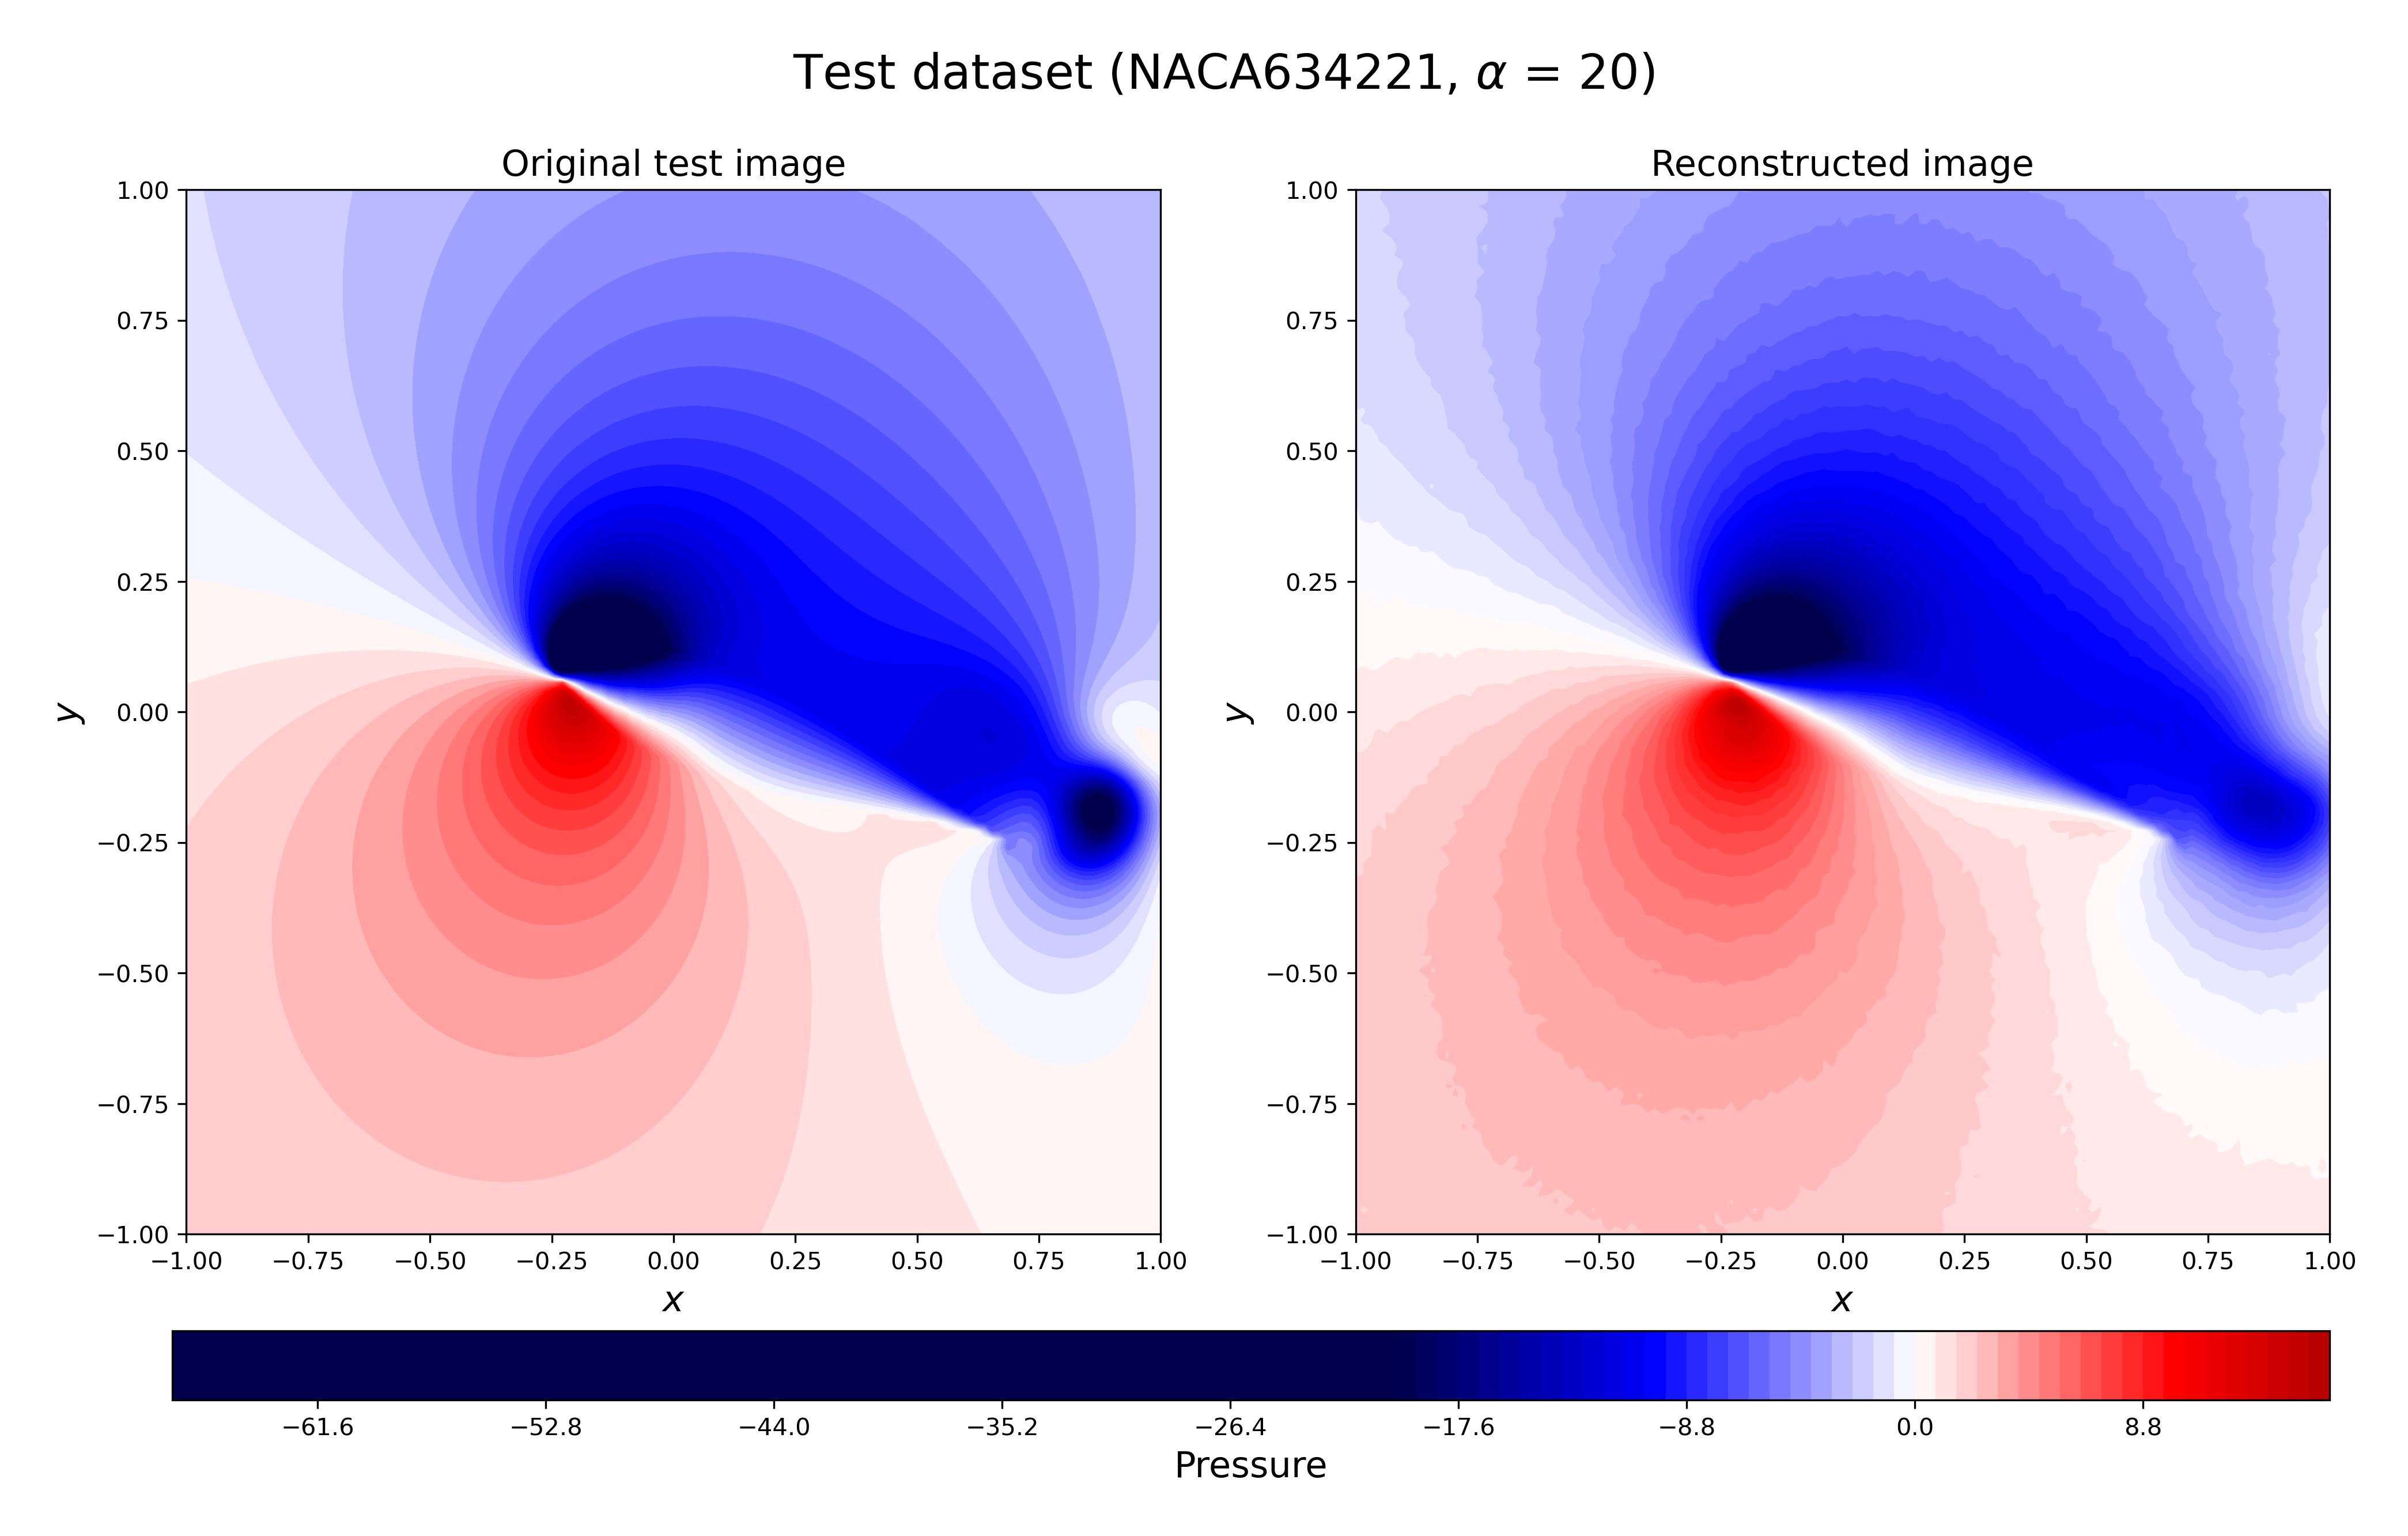 Test dataset (NACA634221, α = 20)
Original test image
1.00
0.75
0.50
0.25
0.00
−0.25
−0.50
−0.75
−1.00
y
−1.00 −0.75 −0.50 −0.25 0.00 0.25 0.50 0.75 1.00
x
Reconstructed image
1.00
0.75
0.50
0.25
0.00
−0.25
−0.50
−0.75
−1.00
y
−1.00 −0.75 −0.50 −0.25 0.00 0.25 0.50 0.75 1.00
x
−61.6 −52.8 −44.0 −35.2 −26.4 −17.6 −8.8 0.0 8.8
Pressure